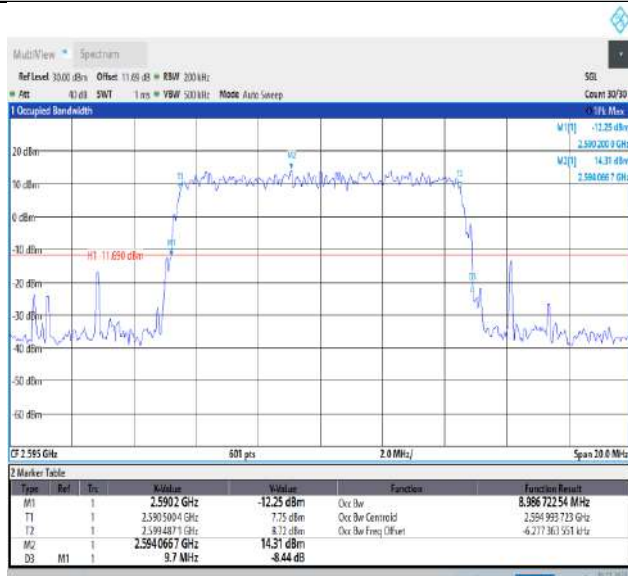 MultiView Spectrum
Ref Level 30.00 dBm Offset 11.69 dB RBW 200 kHz SGL
Att 40 dB SWT 1 ms VBW 500 kHz Mode Auto Sweep Count 30/30
1 Occupied Bandwidth 1Pk Max
M1[1] -12.25 dBm
2.590 200 0 GHz
M2[1] 14.31 dBm
2.594 066 7 GHz
20 dBm
M2
T1 T2
10 dBm
0 dBm
M1
-10 dBm
H1 -11.690 dBm
D3
-20 dBm
-30 dBm
-40 dBm
-50 dBm
-60 dBm
CF 2.595 GHz 601 pts 2.0 MHz/ Span 20.0 MHz
2 Marker Table
Type Ref Trc X-Value Y-Value Function Function Result
M1 1 2.5902 GHz -12.25 dBm Occ Bw 8.986 722 54 MHz
T1 1 2.590 500 4 GHz 7.75 dBm Occ Bw Centroid 2.594 993 723 GHz
T2 1 2.599 487 1 GHz 8.72 dBm Occ Bw Freq Offset -6.277 363 551 kHz
M2 1 2.594 066 7 GHz 14.31 dBm
D3 M1 1 9.7 MHz -8.44 dB